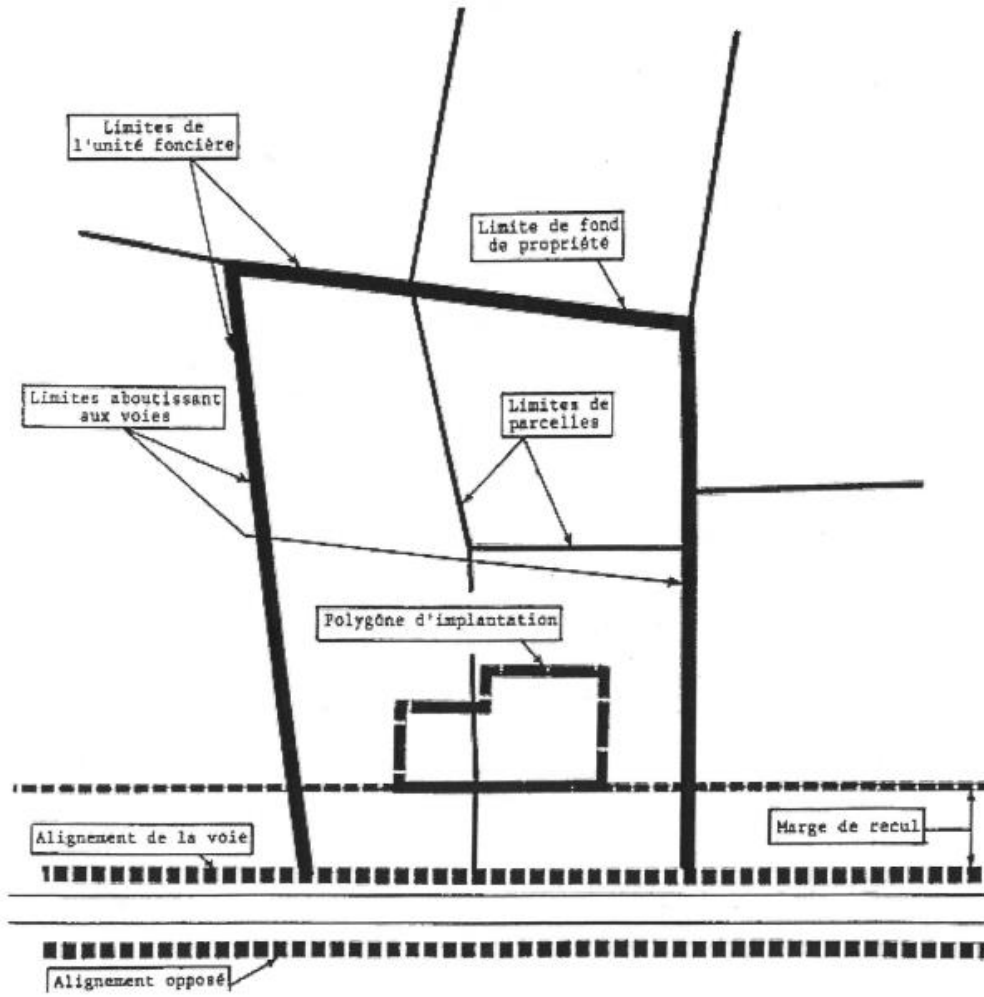 Limites de
l'unité foncière
Limite de fond
de propriété
Limites aboutissant
aux voies
Limites de
parcelles
Polygône d'implantation
Marge de recul
Alignement de la voie
Alignement opposé